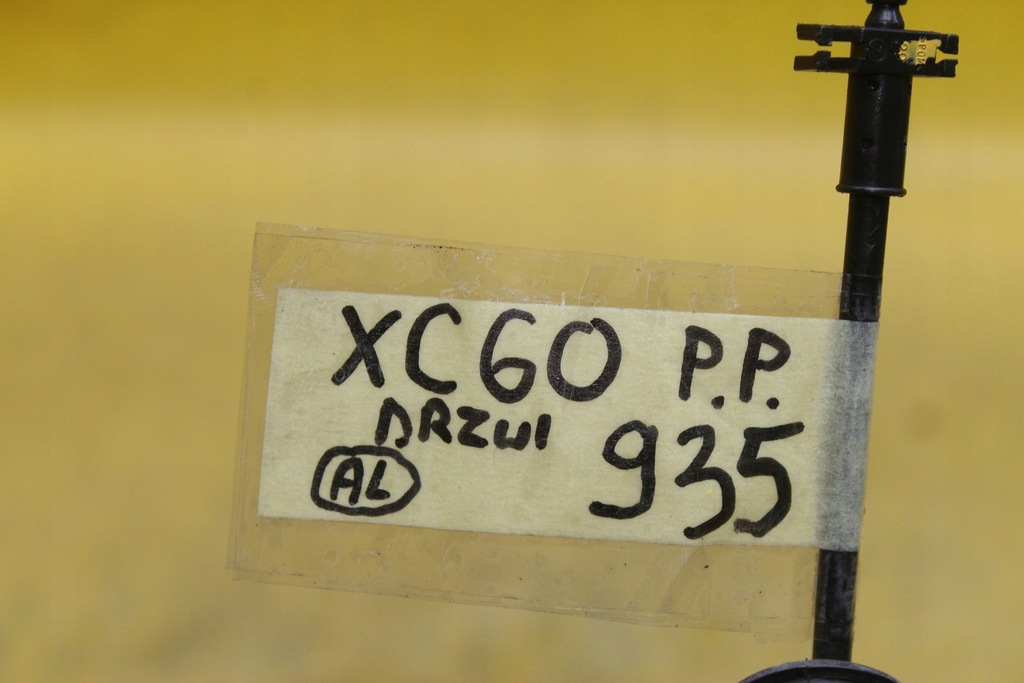 XC60 P.P.
DRZWI
935
AL